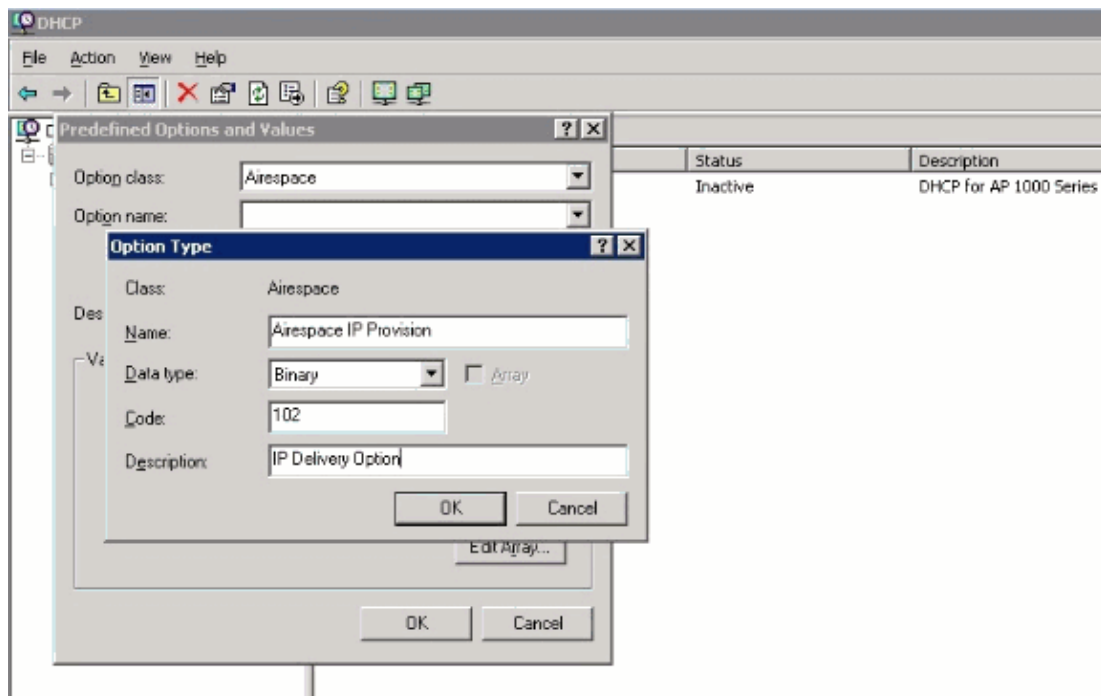 DHCP
File Action View Help
Predefined Options and Values
Option class: Airespace
Option name:
Status Description
Inactive DHCP for AP 1000 Series
Option Type
Class: Airespace
Des
Name: Airespace IP Provision
Va
Data type: Binary Array
Code: 102
Description: IP Delivery Option
OK Cancel
Edit Array...
OK Cancel